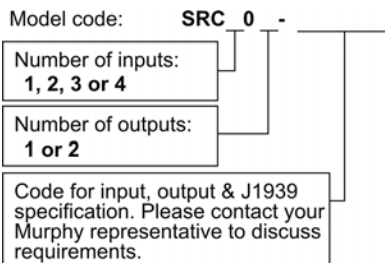 Model code: SRC_0_-
Number of inputs:
1, 2, 3 or 4
Number of outputs:
1 or 2
Code for input, output & J1939
specification. Please contact your
Murphy representative to discuss
requirements.